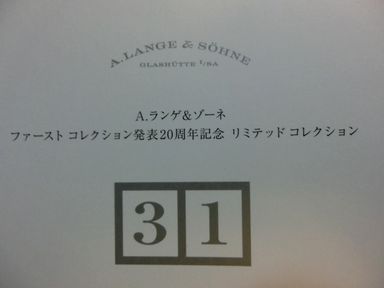 A. LANGE & SÖHNE
GLASHÜTTE I/SA
A.ランゲ&ゾーネ
ファースト コレクション発表20周年記念 リミテッド コレクション
31